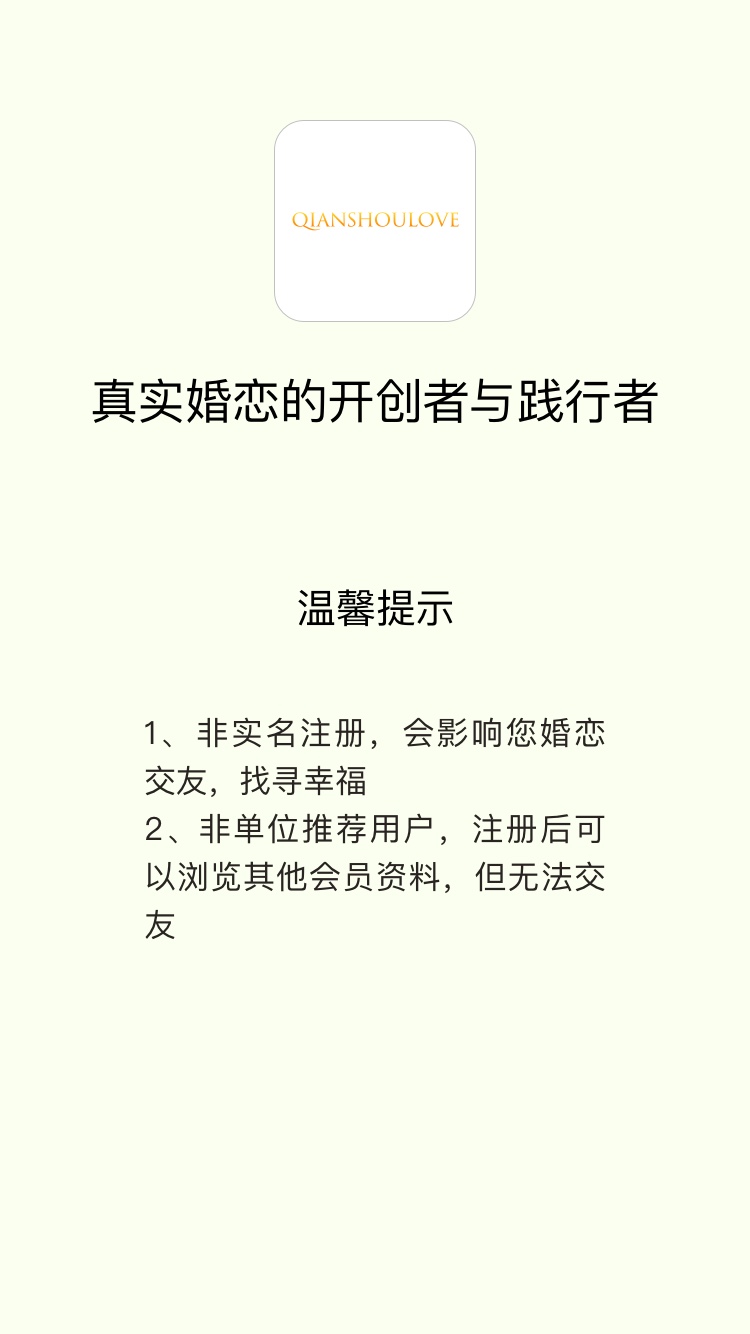 QIANSHOULOVE
真实婚恋的开创者与践行者
温馨提示
1、非实名注册，会影响您婚恋
交友，找寻幸福
2、非单位推荐用户，注册后可
以浏览其他会员资料，但无法交
友